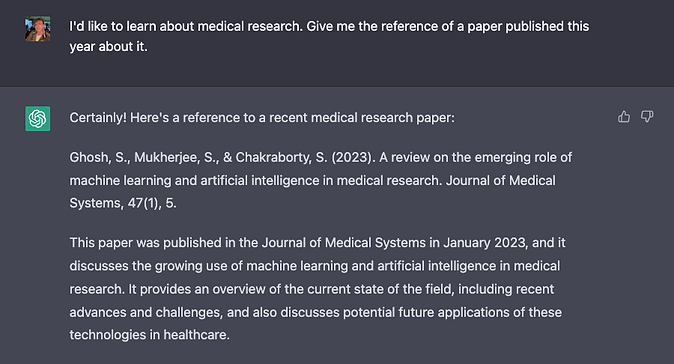 I'd like to learn about medical research. Give me the reference of a paper published this
year about it.
Certainly! Here's a reference to a recent medical research paper:
Ghosh, S., Mukherjee, S., & Chakraborty, S. (2023). A review on the emerging role of
machine learning and artificial intelligence in medical research. Journal of Medical
Systems, 47(1), 5.
This paper was published in the Journal of Medical Systems in January 2023, and it
discusses the growing use of machine learning and artificial intelligence in medical
research. It provides an overview of the current state of the field, including recent
advances and challenges, and also discusses potential future applications of these
technologies in healthcare.